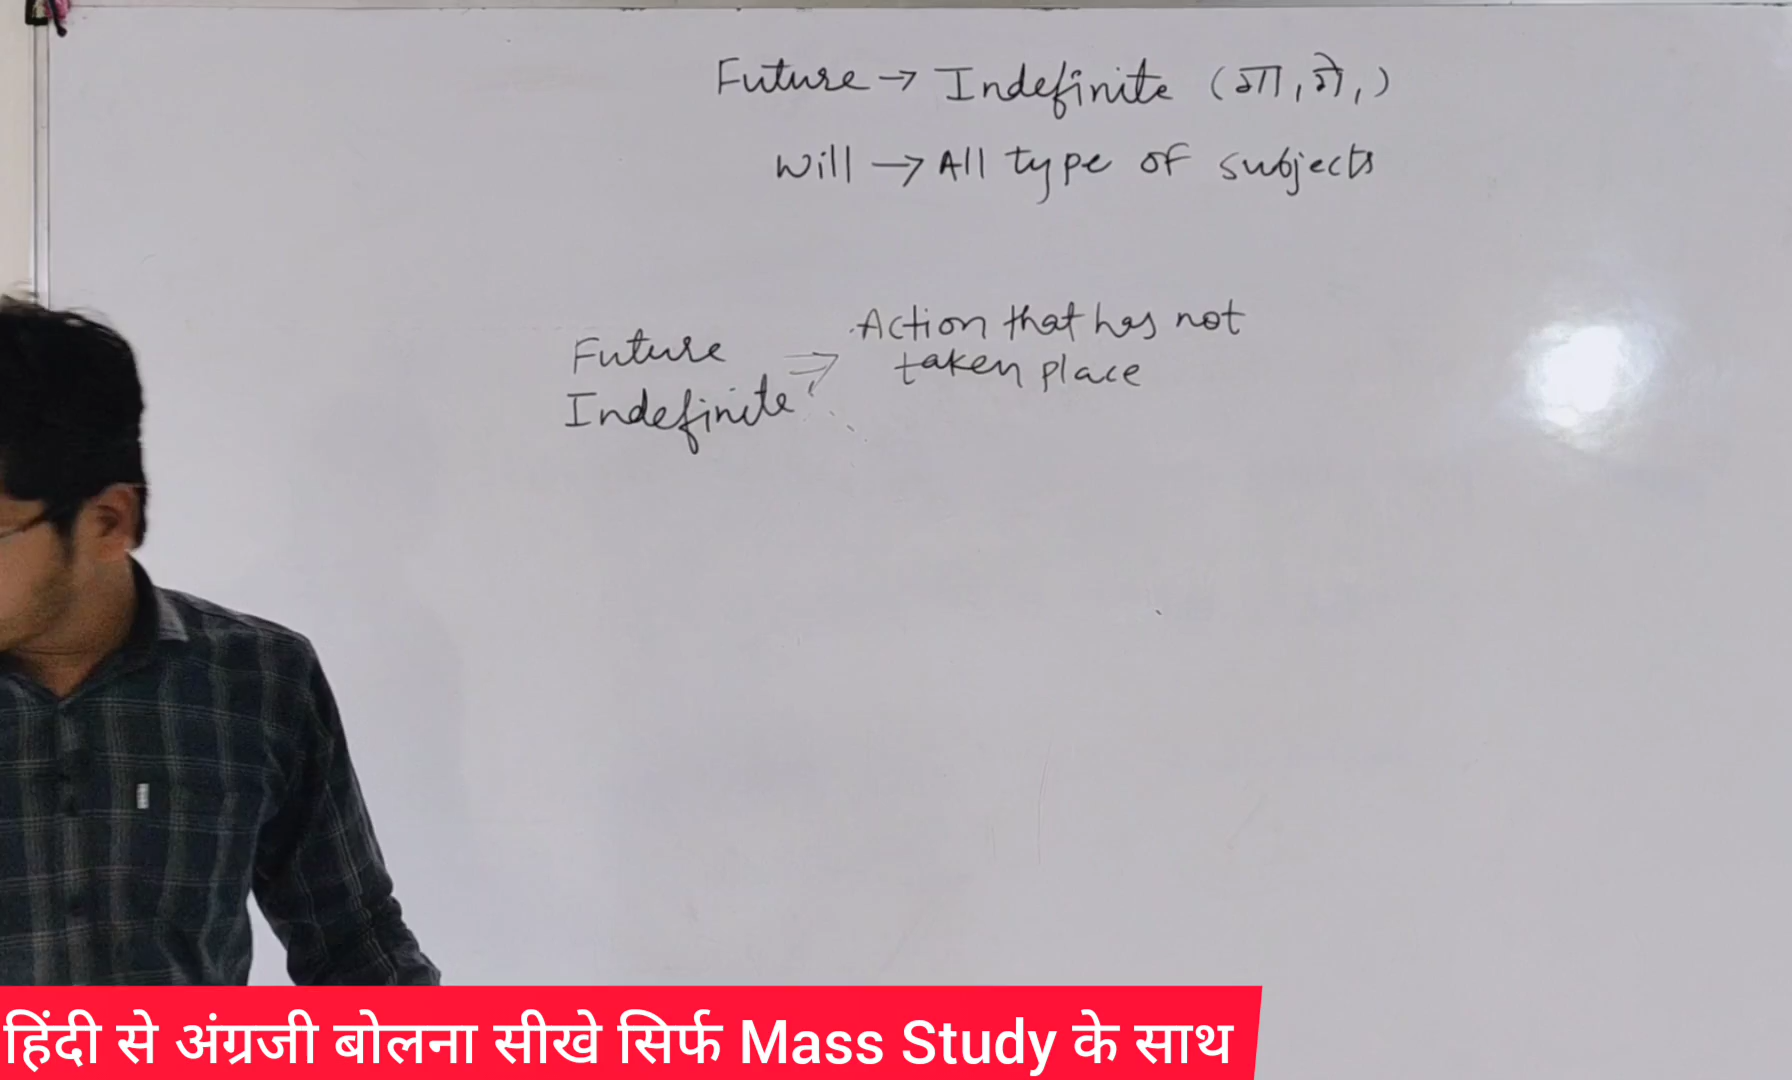 Future → Indefinite (गा, गे, )
Will → All type of subjects
Future
Indefinite ⇒ Action that has not
taken place
हिंदी से अंग्रजी बोलना सीखे सिर्फ Mass Study के साथ